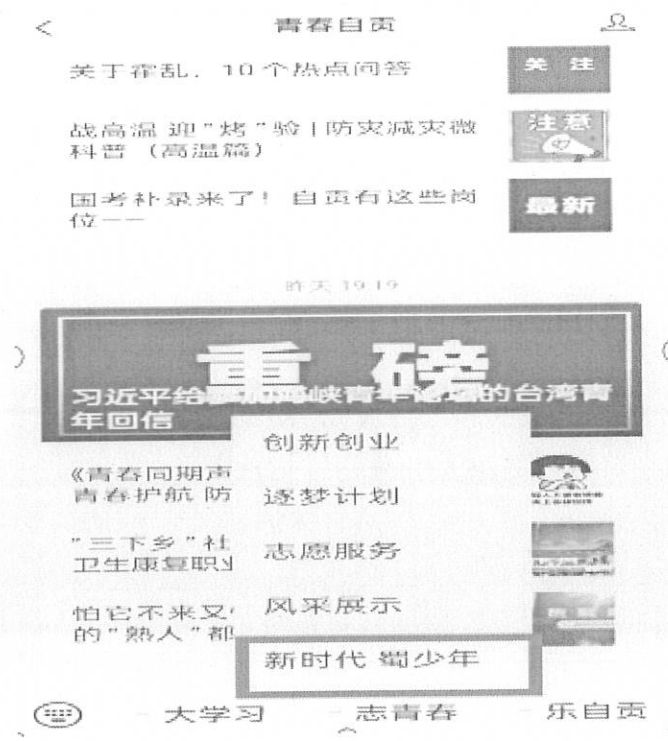 青春自贡
关于霍乱，10个热点问答
关 注
战高温 迎"烤"验|防灾减灾微
科普（高温篇）
注意
国考补录来了！自贡有这些岗
位——
最新
昨天 19:19
重 磅
习近平给
海峡青年论坛的台湾青
年回信
创新创业
《青春同期声
青春护航 防
逐梦计划
"三下乡"社
卫生康复职业
志愿服务
怕它不来又
的"熟人"都
风采展示
新时代 蜀少年
大学习
志青春
乐自贡